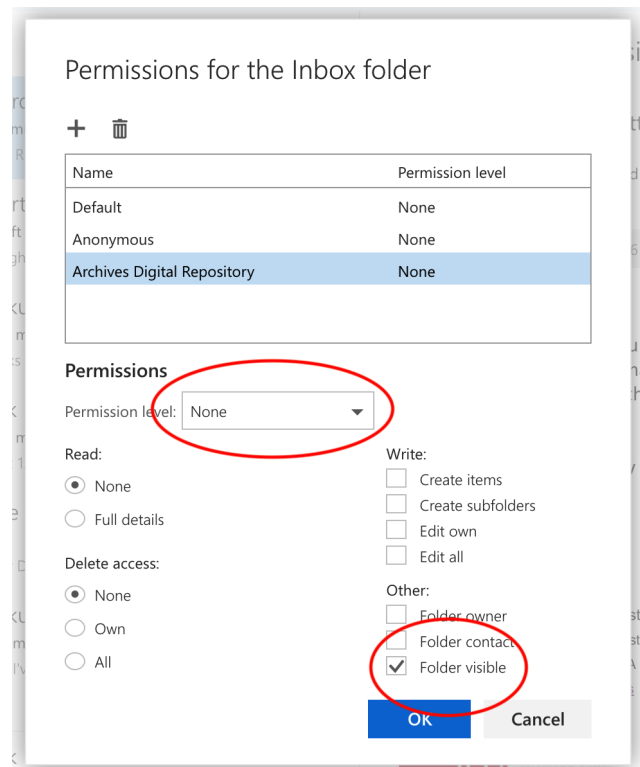 Permissions for the Inbox folder
Name Permission level
Default None
Anonymous None
Archives Digital Repository None
Permissions
Permission level: None
Read: Write:
None Create items
Full details Create subfolders
Edit own
Delete access: Edit all
None Other:
Own Folder owner
Folder contact
All Folder visible
OK Cancel